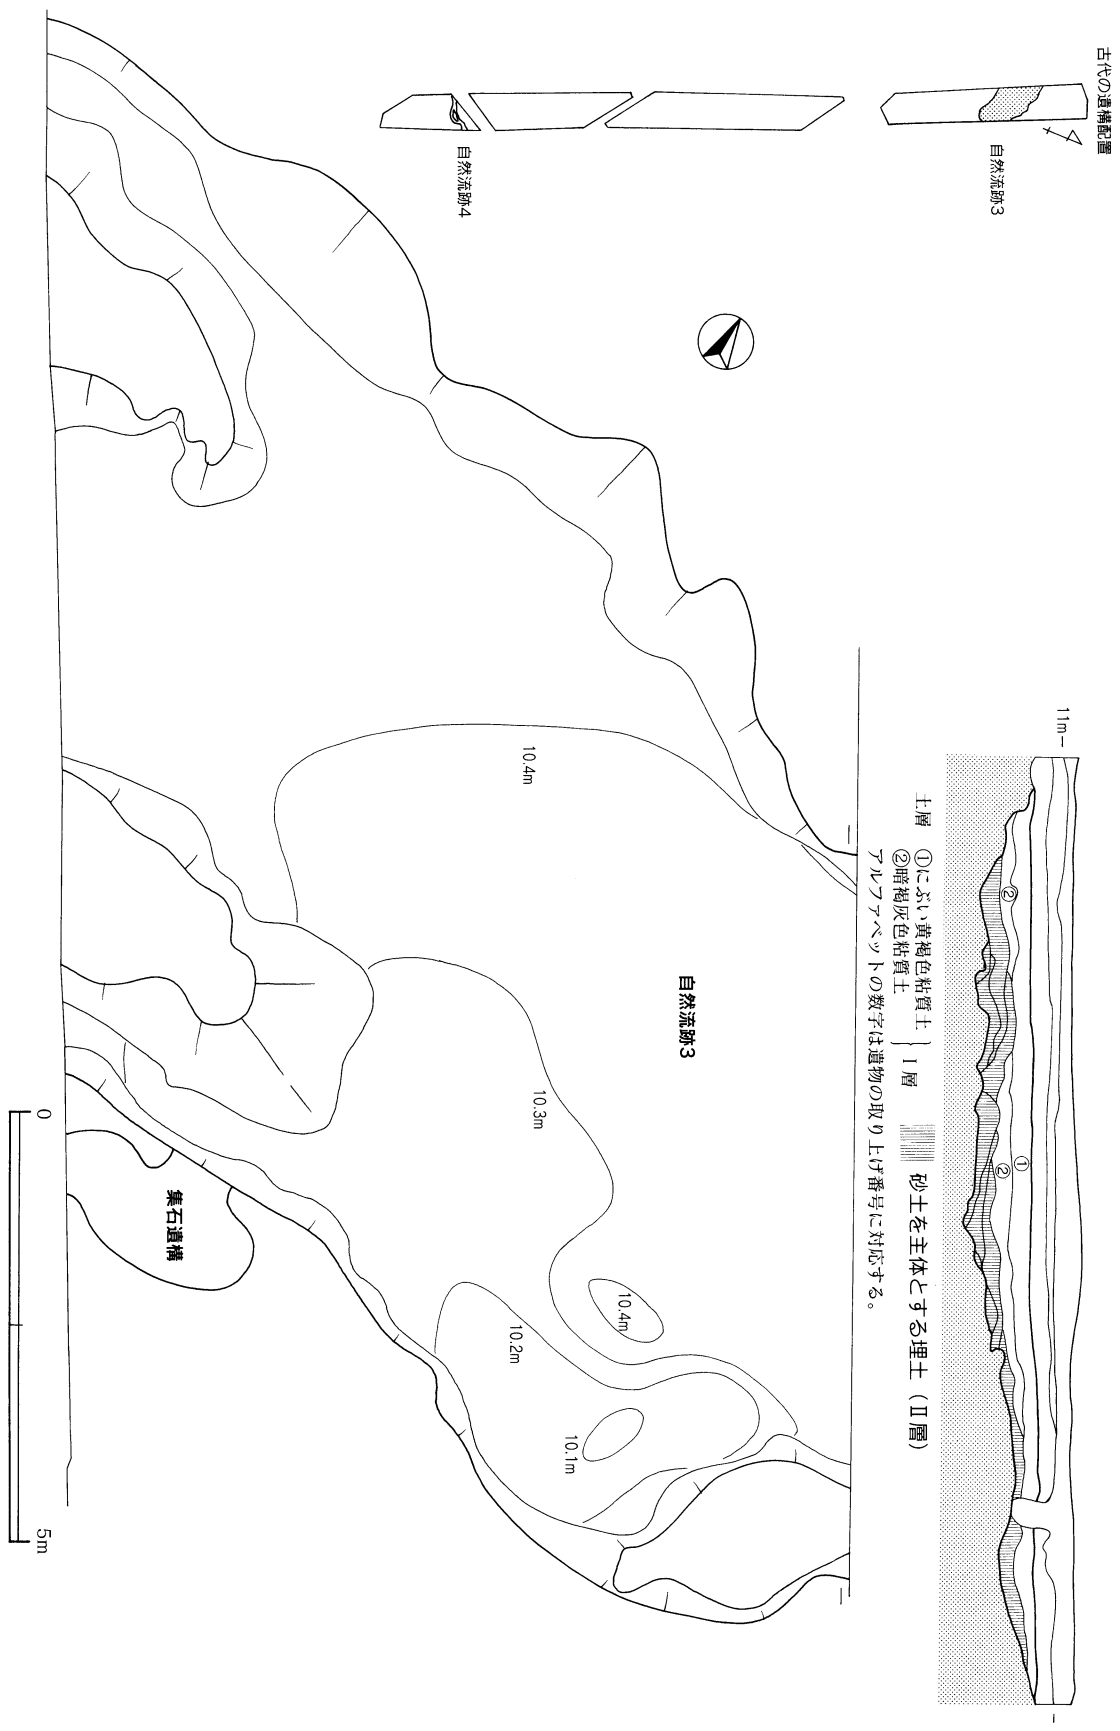 古代の遺構配置
自然流跡3
自然流跡4
11m
②
①
②
土層 ①にぶい黄褐色粘質土
②暗褐灰色粘質土
Ⅰ層
砂土を主体とする埋土（Ⅱ層）
アルファベットの数字は遺物の取り上げ番号に対応する。
自然流跡3
10.4m
10.3m
10.4m
10.2m
10.1m
集石遺構
0
5m